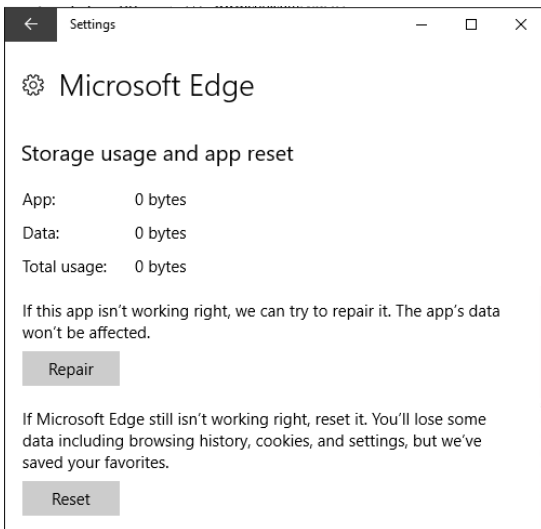 Settings
Microsoft Edge
Storage usage and app reset
App: 0 bytes
Data: 0 bytes
Total usage: 0 bytes
If this app isn't working right, we can try to repair it. The app's data
won't be affected.
Repair
If Microsoft Edge still isn't working right, reset it. You'll lose some
data including browsing history, cookies, and settings, but we've
saved your favorites.
Reset